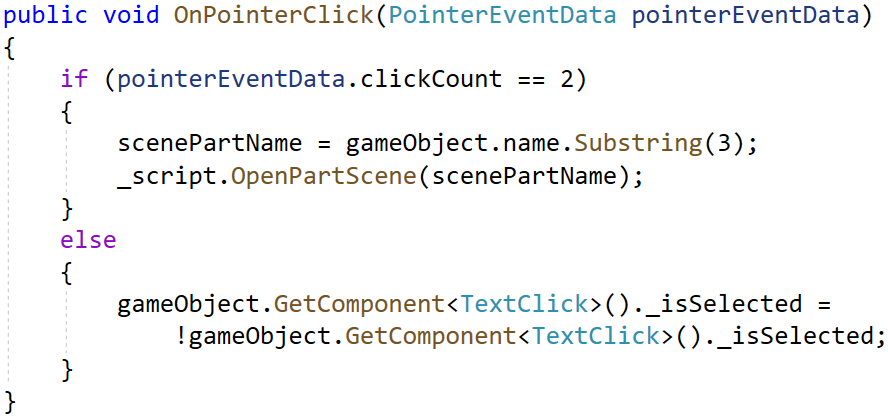 public void OnPointerClick(PointerEventData pointerEventData)
{
    if (pointerEventData.clickCount == 2)
    {
        scenePartName = gameObject.name.Substring(3);
        _script.OpenPartScene(scenePartName);
    }
    else
    {
        gameObject.GetComponent<TextClick>()._isSelected =
            !gameObject.GetComponent<TextClick>()._isSelected;
    }
}